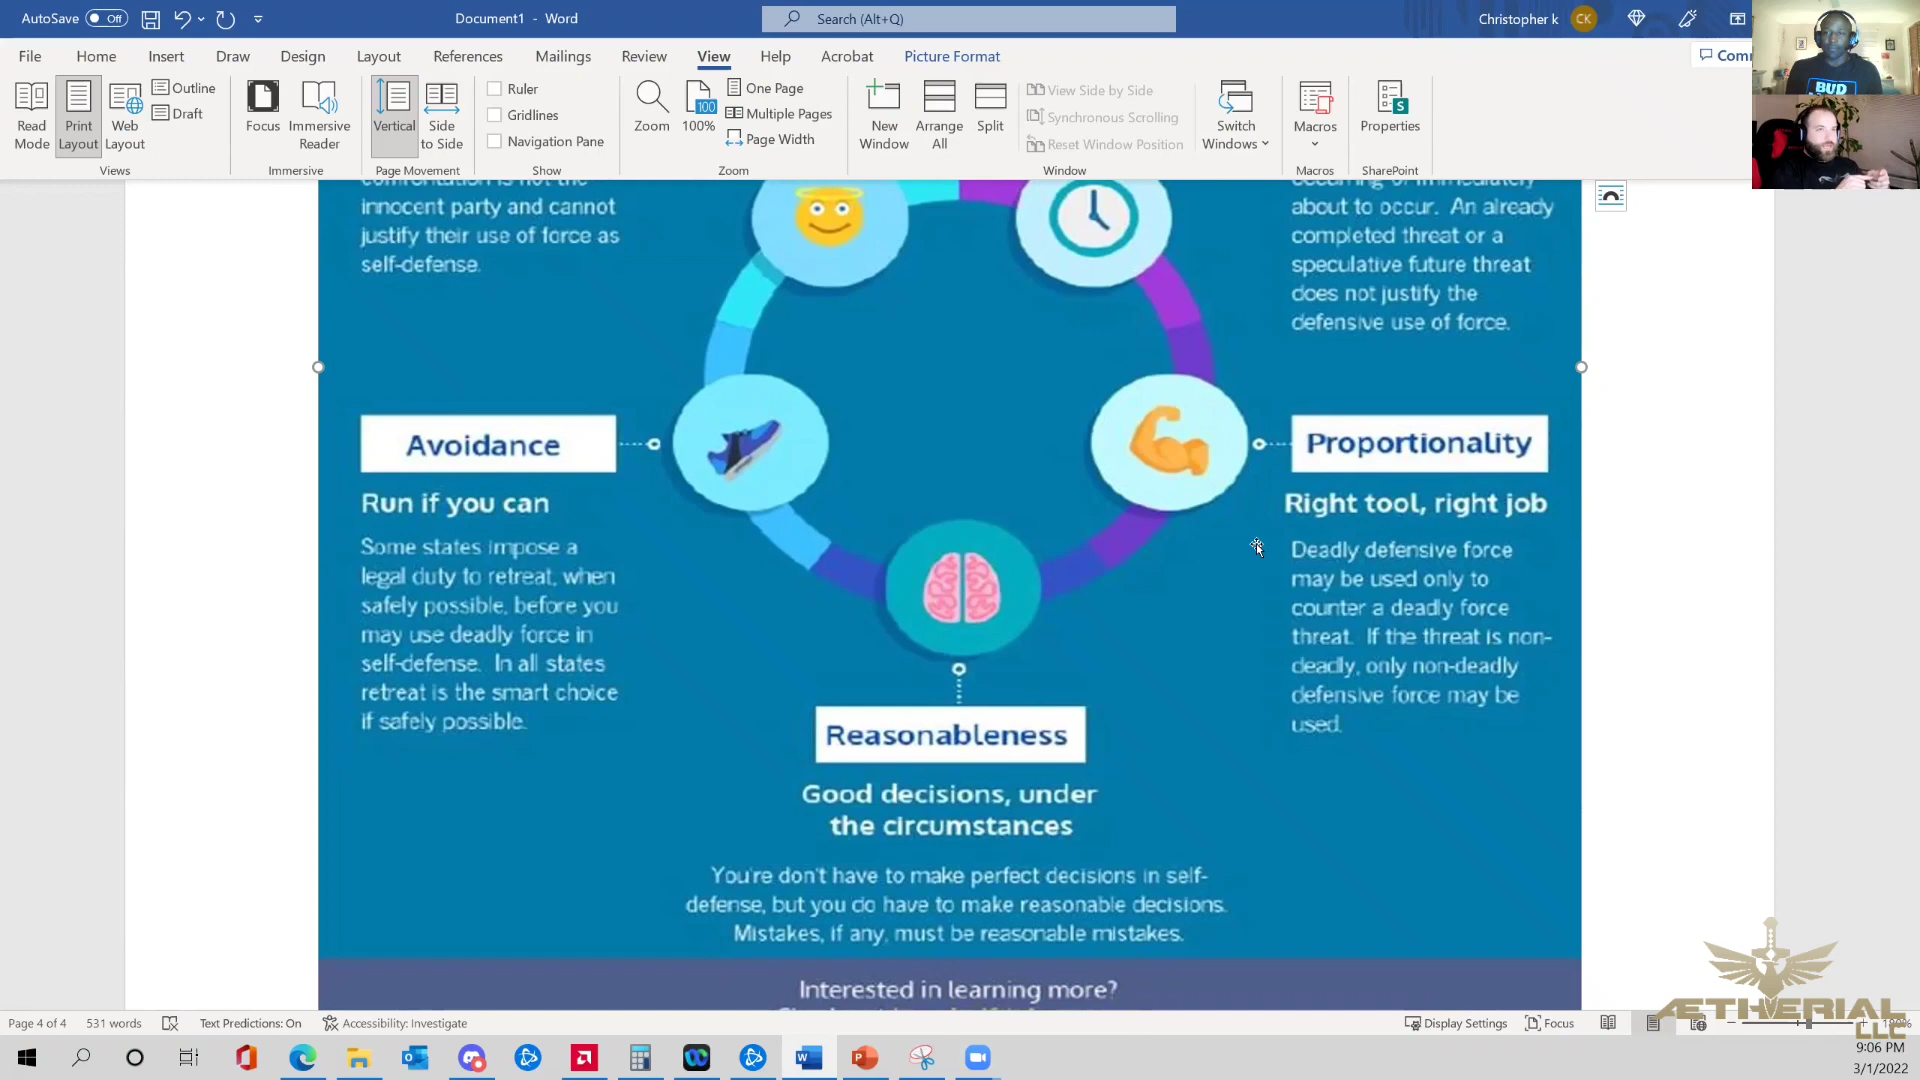 AutoSave Off
Document1 - Word
Search (Alt+Q)
Christopher k
CK
File Home Insert Draw Design Layout References Mailings Review View Help Acrobat Picture Format
Read Mode
Print Layout
Web Layout
Outline
Draft
Views
Focus
Immersive Reader
Immersive
Vertical
Side to Side
Page Movement
Ruler
Gridlines
Navigation Pane
Show
Zoom
100
100%
One Page
Multiple Pages
Page Width
Zoom
New Window
Arrange All
Split
View Side by Side
Synchronous Scrolling
Reset Window Position
Window
Switch Windows
Macros
Macros
Properties
SharePoint
BUD
innocent party and cannot
justify their use of force as
self-defense.
about to occur. An already
completed threat or a
speculative future threat
does not justify the
defensive use of force.
Avoidance
Run if you can
Some states impose a
legal duty to retreat, when
safely possible, before you
may use deadly force in
self-defense. In all states
retreat is the smart choice
if safely possible.
Proportionality
Right tool, right job
Deadly defensive force
may be used only to
counter a deadly force
threat. If the threat is non-
deadly, only non-deadly
defensive force may be
used.
Reasonableness
Good decisions, under
the circumstances
You're don't have to make perfect decisions in self-
defense, but you do have to make reasonable decisions.
Mistakes, if any, must be reasonable mistakes.
Interested in learning more?
ÆTHERIAL
LLC
Page 4 of 4
531 words
Text Predictions: On
Accessibility: Investigate
Display Settings
Focus
9:06 PM
3/1/2022